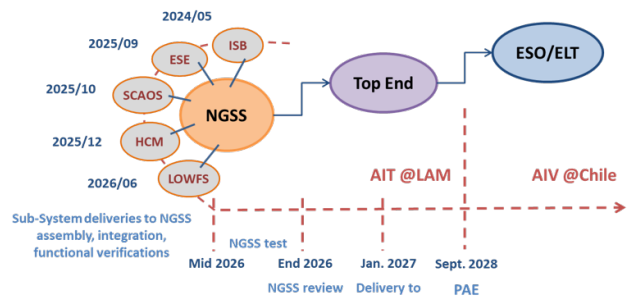 2024/05
2025/09
ISB
ESE
ESO/ELT
2025/10
SCAOS
NGSS
Top End
2025/12
HCM
2026/06
LOWFS
AIT @LAM
AIV @Chile
Sub-System deliveries to NGSS
assembly, integration,
functional verifications
NGSS test
Mid 2026
End 2026
Jan. 2027
Sept. 2028
NGSS review
Delivery to
PAE